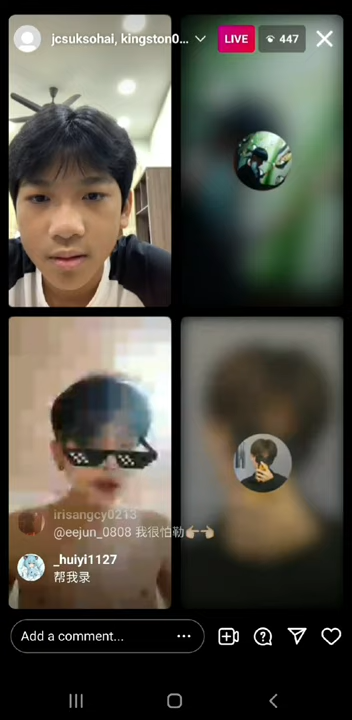 jcsuksohai, kingston0...
LIVE
447
irisangcy0213
@eejun_0808 我很怕勒👉🏼👈🏼
_huiyi1127
帮我录
Add a comment...